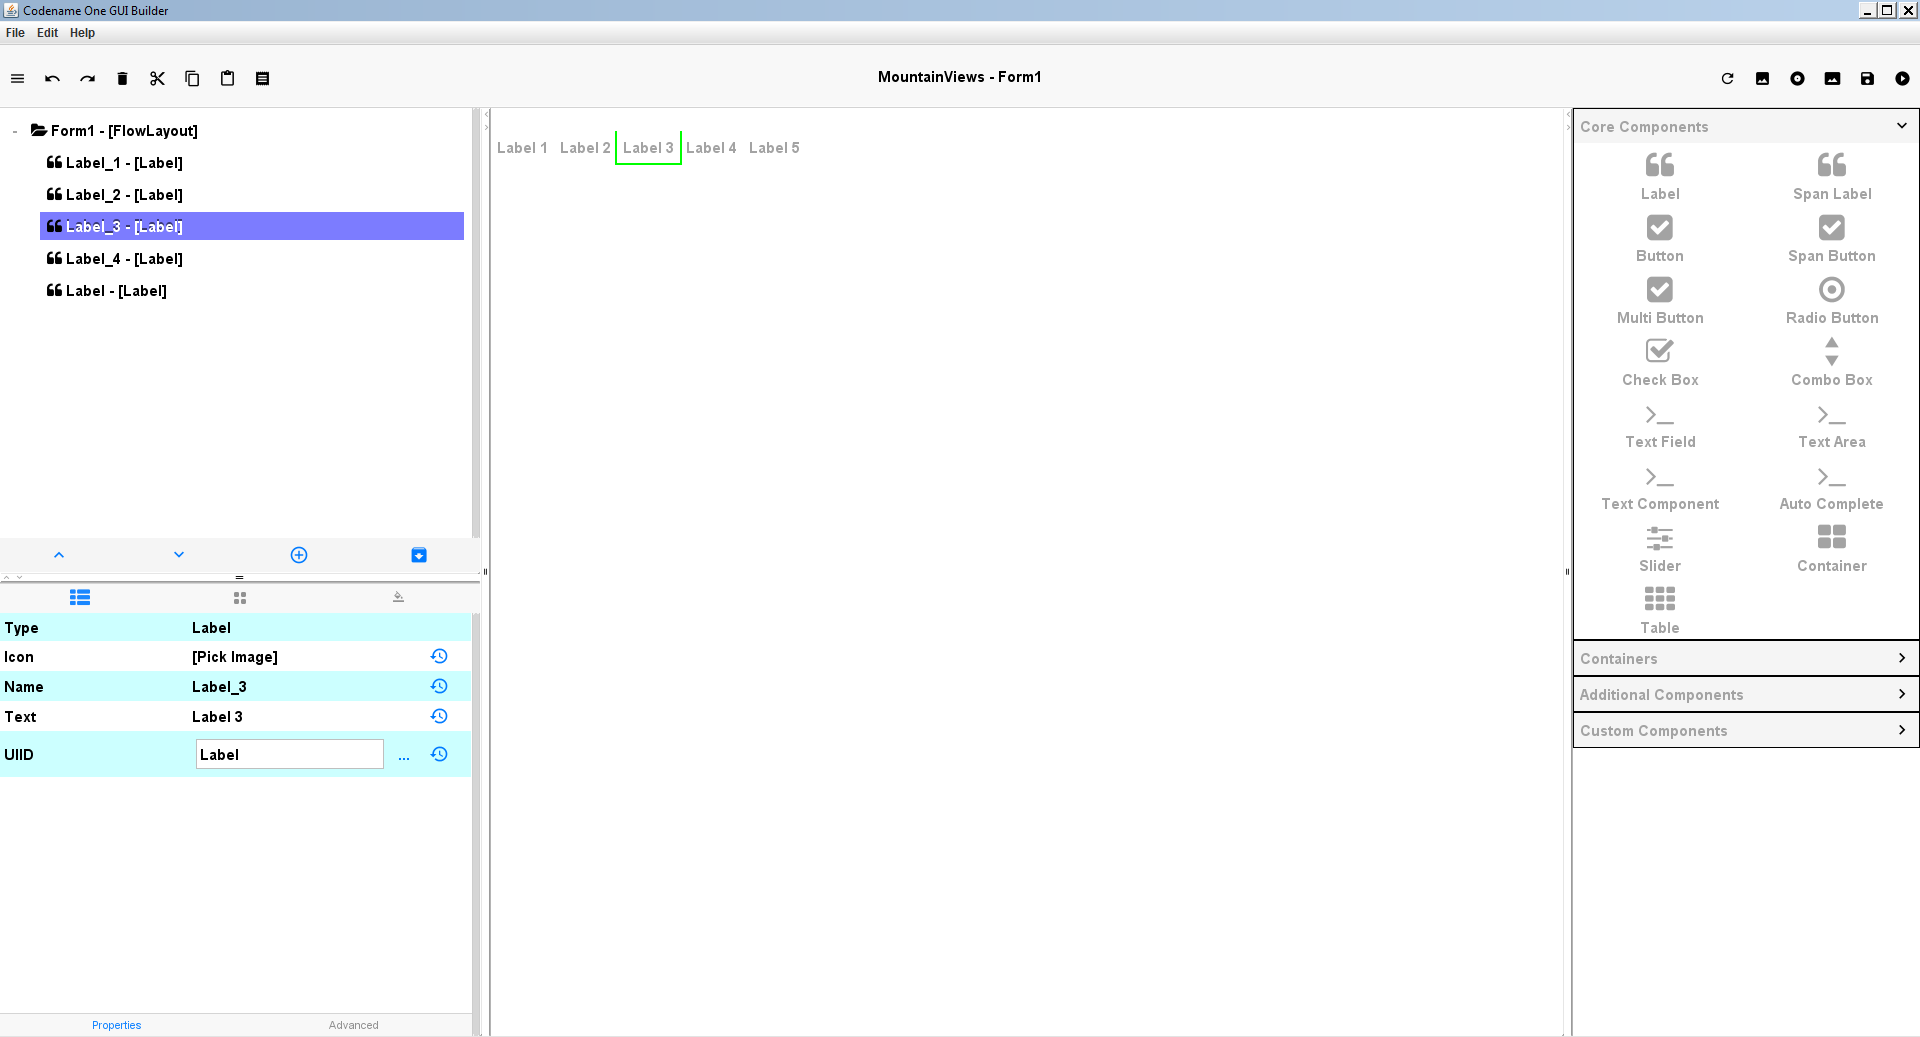 Codename One GUI Builder
File Edit Help
MountainViews - Form1
- Form1 - [FlowLayout]
Label_1 - [Label]
Label_2 - [Label]
Label_3 - [Label]
Label_4 - [Label]
Label - [Label]
Type Label
Icon [Pick Image]
Name Label_3
Text Label 3
UIID Label ...
Properties Advanced
Label 1 Label 2 Label 3 Label 4 Label 5
Core Components
Label Span Label
Button Span Button
Multi Button Radio Button
Check Box Combo Box
Text Field Text Area
Text Component Auto Complete
Slider Container
Table
Containers
Additional Components
Custom Components